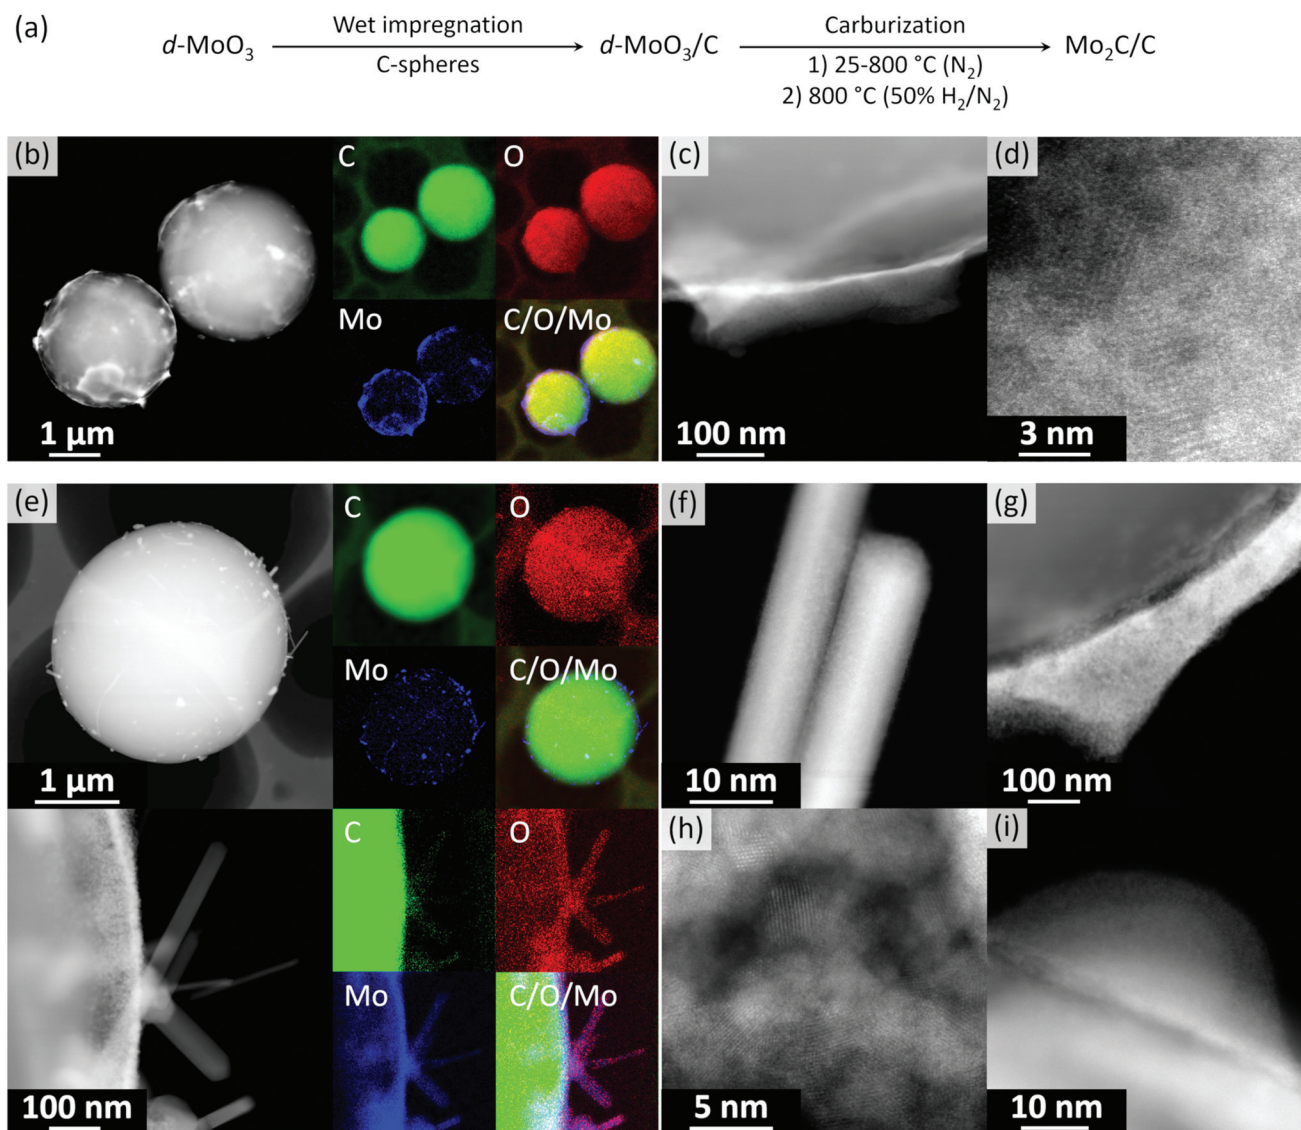 (a)
d-MoO₃
Wet impregnation
C-spheres
d-MoO₃/C
Carburization
1) 25-800 °C (N₂)
2) 800 °C (50% H₂/N₂)
Mo₂C/C
(b)
C
O
Mo
C/O/Mo
1 µm
(c)
100 nm
(d)
3 nm
(e)
C
O
Mo
C/O/Mo
1 µm
C
O
Mo
C/O/Mo
100 nm
(f)
10 nm
(g)
100 nm
(h)
5 nm
(i)
10 nm